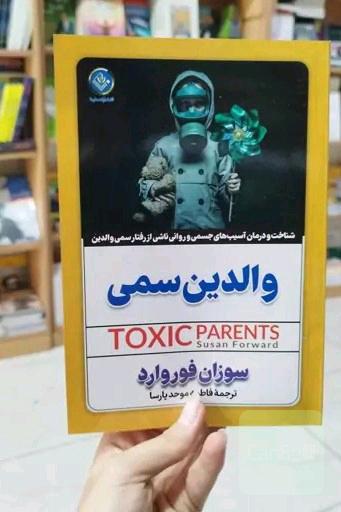 شناخت و درمان آسیب‌های جسمی و روانی ناشی از رفتار سمی والدین
والدین سمی
TOXIC PARENTS
Susan Forward
سوزان فوروارد
ترجمهٔ فاطمه موحد پارسا